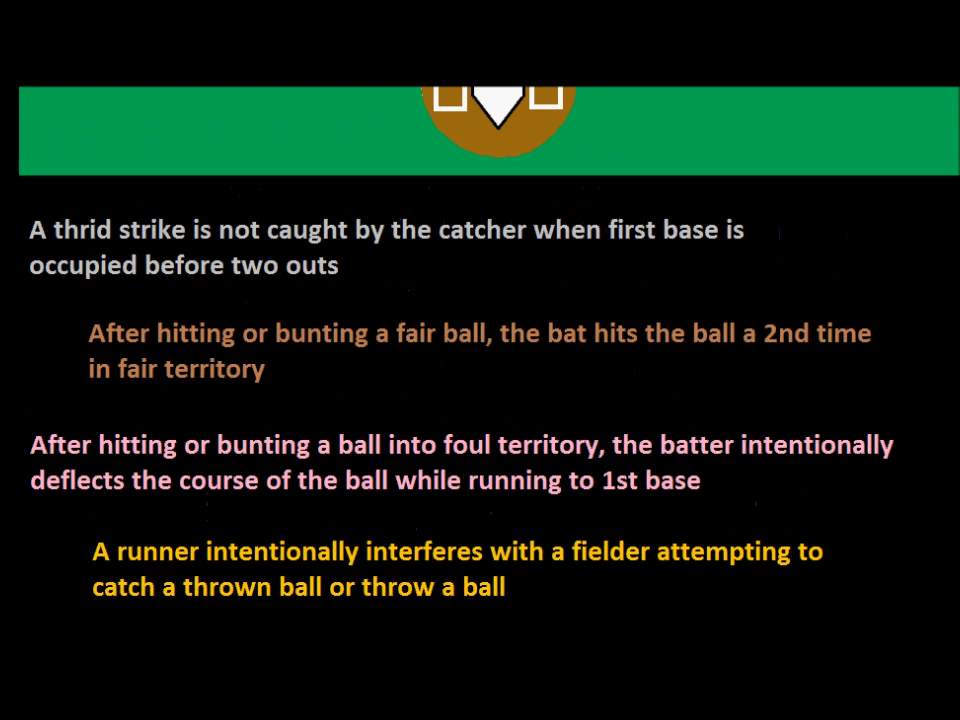 A thrid strike is not caught by the catcher when first base is
occupied before two outs
After hitting or bunting a fair ball, the bat hits the ball a 2nd time
in fair territory
After hitting or bunting a ball into foul territory, the batter intentionally
deflects the course of the ball while running to 1st base
A runner intentionally interferes with a fielder attempting to
catch a thrown ball or throw a ball